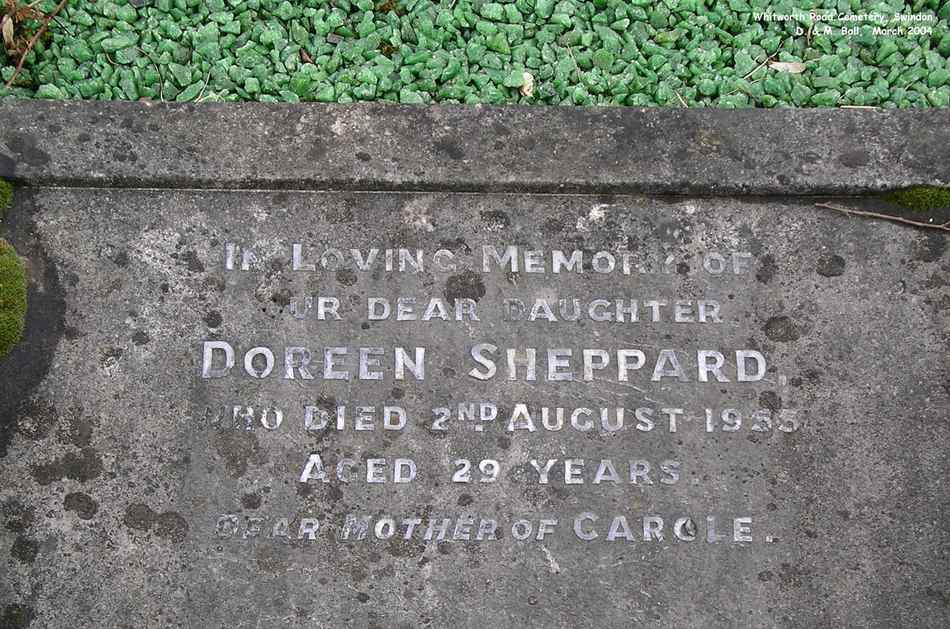 Whitworth Road Cemetery, Swindon
D. & M. Ball, March 2004
IN LOVING MEMORY OF
OUR DEAR DAUGHTER
DOREEN SHEPPARD,
WHO DIED 2ND AUGUST 1955
AGED 29 YEARS.
DEAR MOTHER OF CAROLE.